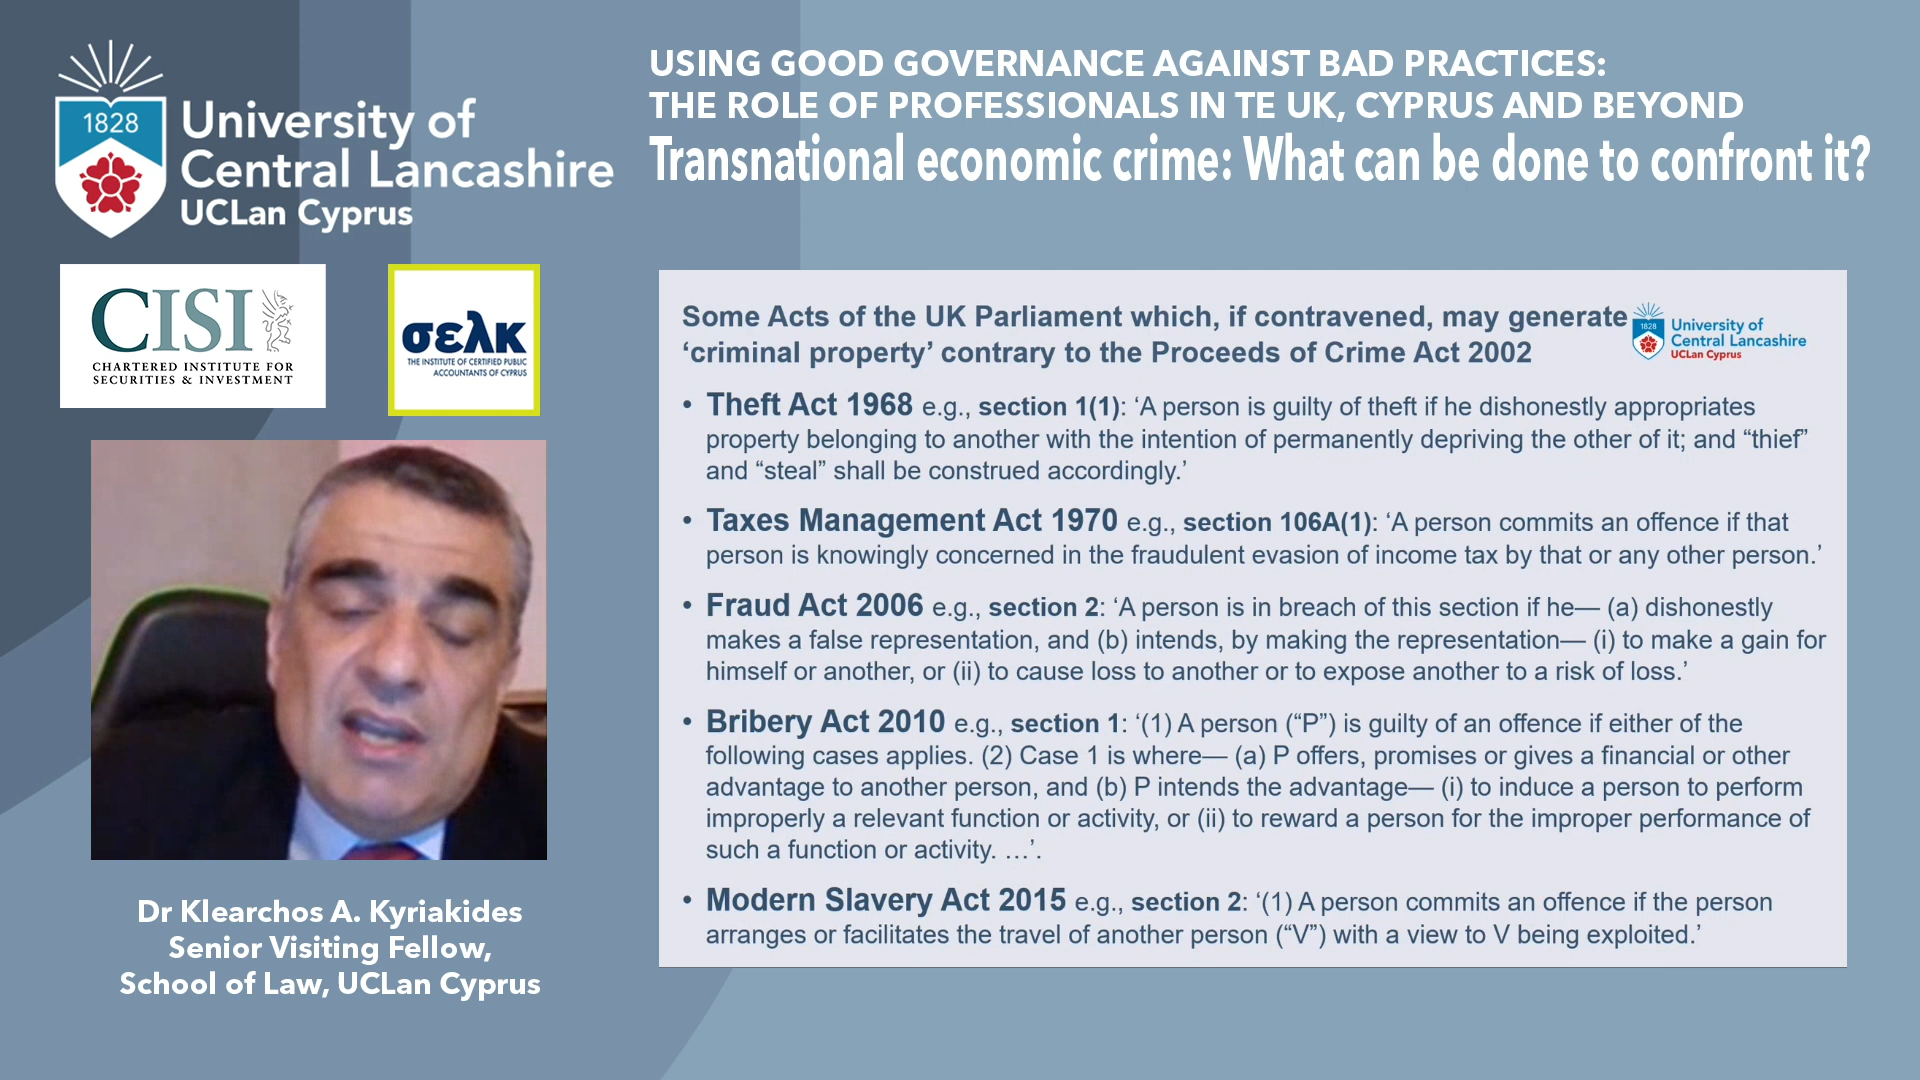 1828
University of
Central Lancashire
UCLan Cyprus
USING GOOD GOVERNANCE AGAINST BAD PRACTICES:
THE ROLE OF PROFESSIONALS IN TE UK, CYPRUS AND BEYOND
Transnational economic crime: What can be done to confront it?
CISI
CHARTERED INSTITUTE FOR
SECURITIES & INVESTMENT
σελκ
THE INSTITUTE OF CERTIFIED PUBLIC
ACCOUNTANTS OF CYPRUS
Dr Klearchos A. Kyriakides
Senior Visiting Fellow,
School of Law, UCLan Cyprus
Some Acts of the UK Parliament which, if contravened, may generate
‘criminal property’ contrary to the Proceeds of Crime Act 2002
1828
University of
Central Lancashire
UCLan Cyprus
• Theft Act 1968 e.g., section 1(1): ‘A person is guilty of theft if he dishonestly appropriates
property belonging to another with the intention of permanently depriving the other of it; and “thief”
and “steal” shall be construed accordingly.’
• Taxes Management Act 1970 e.g., section 106A(1): ‘A person commits an offence if that
person is knowingly concerned in the fraudulent evasion of income tax by that or any other person.’
• Fraud Act 2006 e.g., section 2: ‘A person is in breach of this section if he— (a) dishonestly
makes a false representation, and (b) intends, by making the representation— (i) to make a gain for
himself or another, or (ii) to cause loss to another or to expose another to a risk of loss.’
• Bribery Act 2010 e.g., section 1: ‘(1) A person (“P”) is guilty of an offence if either of the
following cases applies. (2) Case 1 is where— (a) P offers, promises or gives a financial or other
advantage to another person, and (b) P intends the advantage— (i) to induce a person to perform
improperly a relevant function or activity, or (ii) to reward a person for the improper performance of
such a function or activity. …’.
• Modern Slavery Act 2015 e.g., section 2: ‘(1) A person commits an offence if the person
arranges or facilitates the travel of another person (“V”) with a view to V being exploited.’